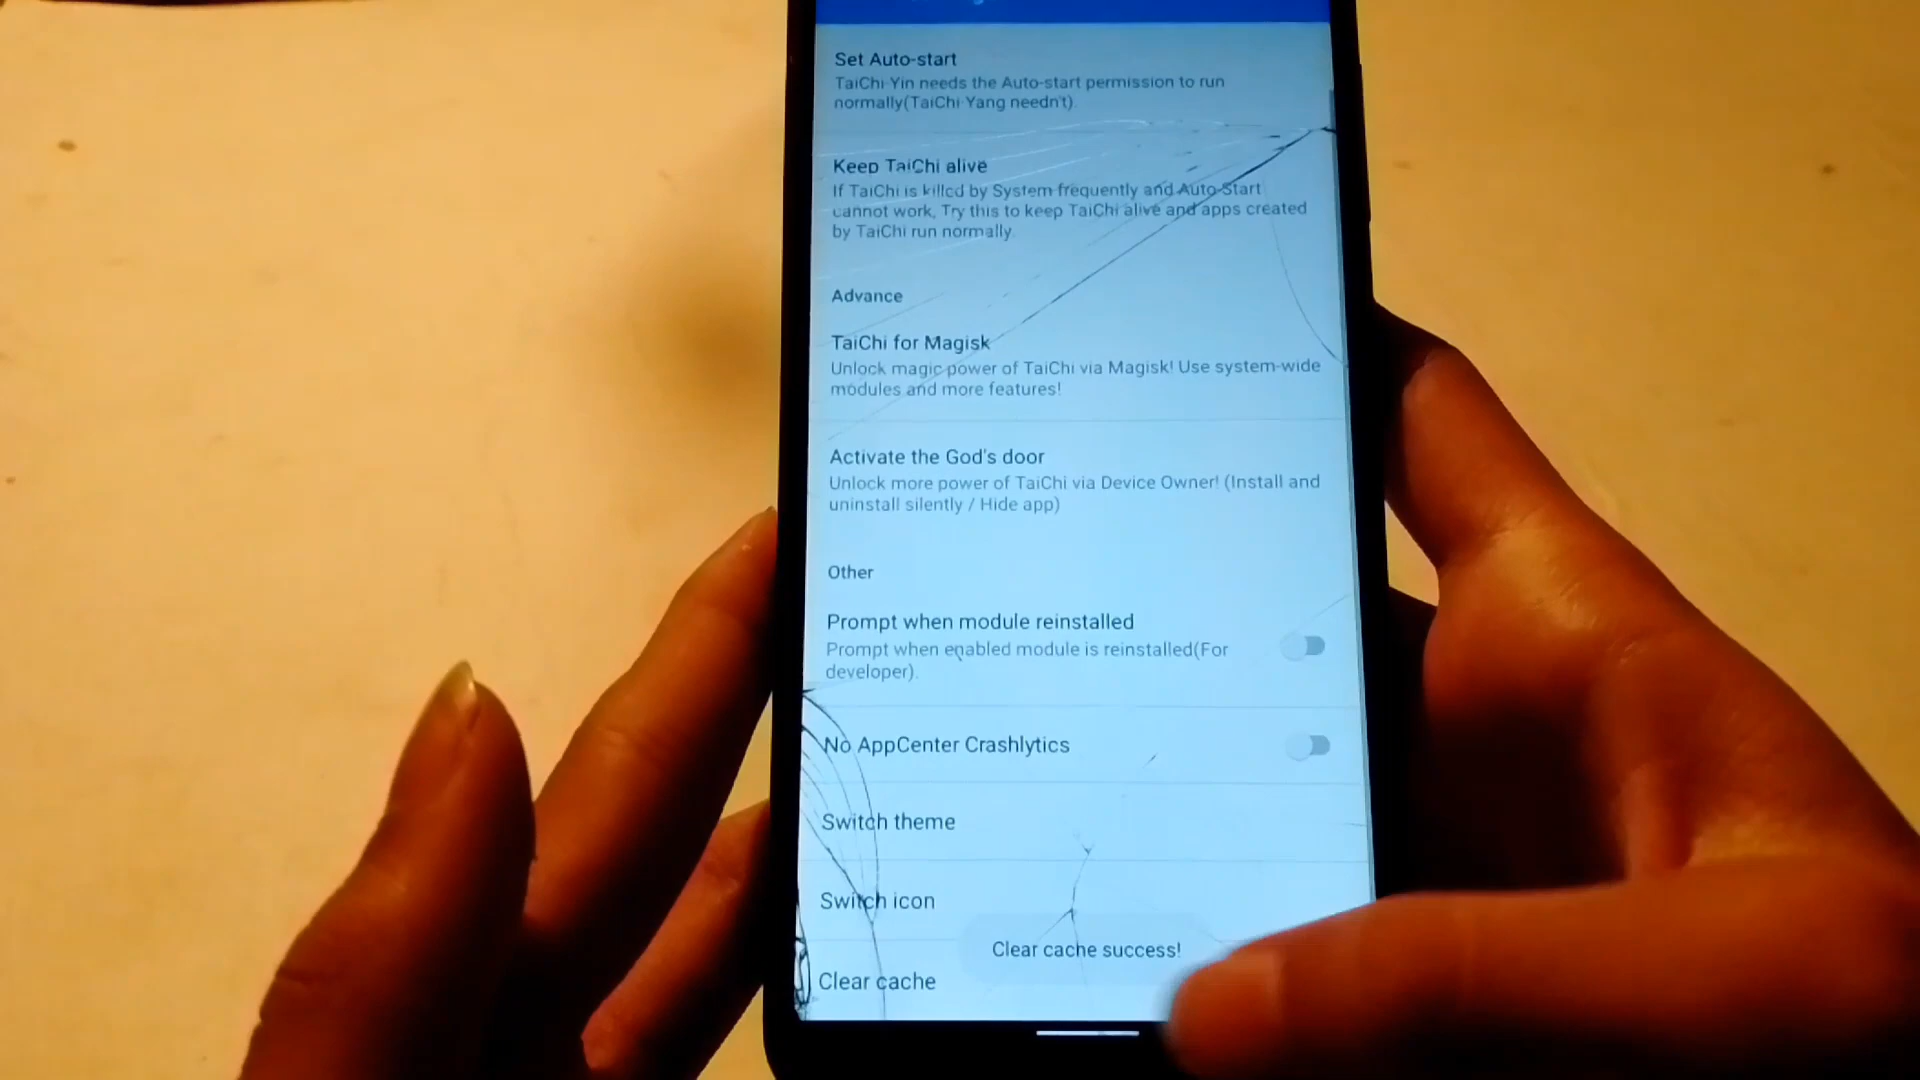 Set Auto-start
TaiChi·Yin needs the Auto-start permission to run
normally(TaiChi·Yang needn't).
Keep TaiChi alive
If TaiChi is killed by System frequently and Auto-Start
cannot work, Try this to keep TaiChi alive and apps created
by TaiChi run normally.
Advance
TaiChi for Magisk
Unlock magic power of TaiChi via Magisk! Use system-wide
modules and more features!
Activate the God's door
Unlock more power of TaiChi via Device Owner! (Install and
uninstall silently / Hide app)
Other
Prompt when module reinstalled
Prompt when enabled module is reinstalled(For
developer).
No AppCenter Crashlytics
Switch theme
Switch icon
Clear cache success!
Clear cache